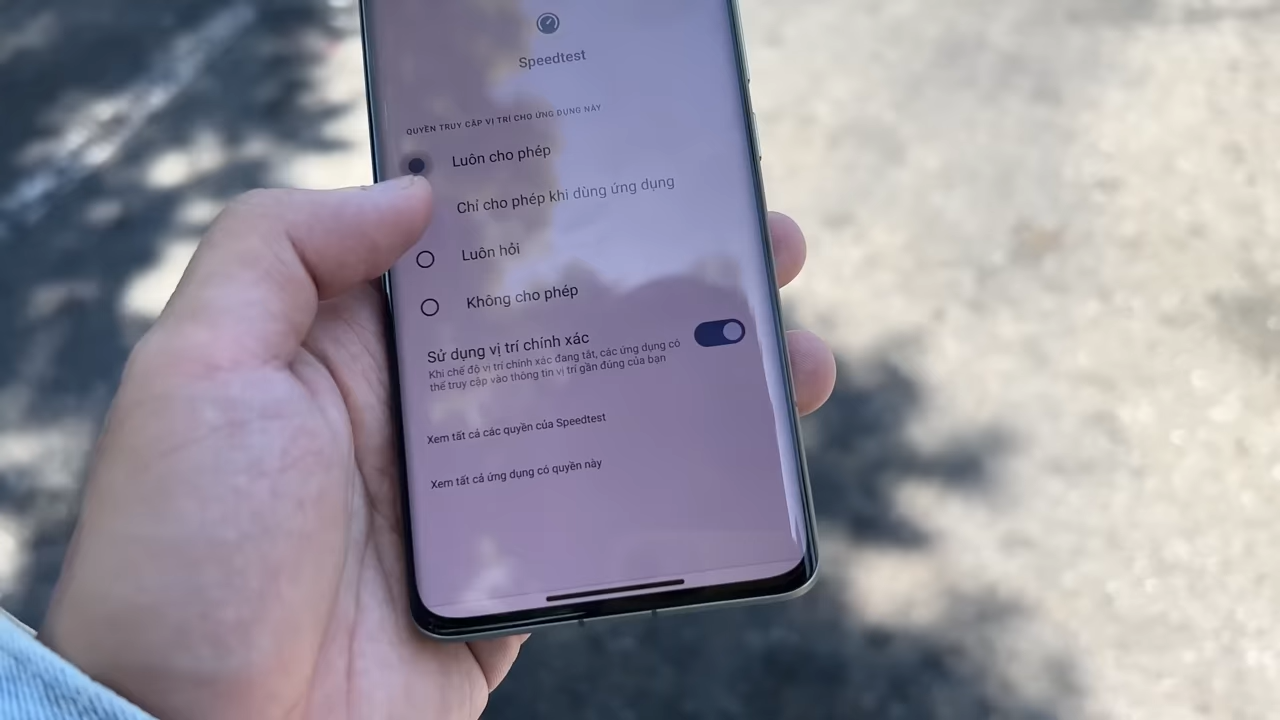 Speedtest
QUYỀN TRUY CẬP VỊ TRÍ CHO ỨNG DỤNG NÀY
Luôn cho phép
Chỉ cho phép khi dùng ứng dụng
Luôn hỏi
Không cho phép
Sử dụng vị trí chính xác
Khi chế độ vị trí chính xác đang tắt, các ứng dụng có
thể truy cập vào thông tin vị trí gần đúng của bạn
Xem tất cả các quyền của Speedtest
Xem tất cả ứng dụng có quyền này